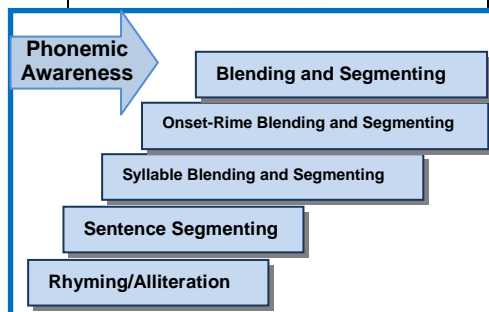 Phonemic
Awareness
Blending and Segmenting
Onset-Rime Blending and Segmenting
Syllable Blending and Segmenting
Sentence Segmenting
Rhyming/Alliteration